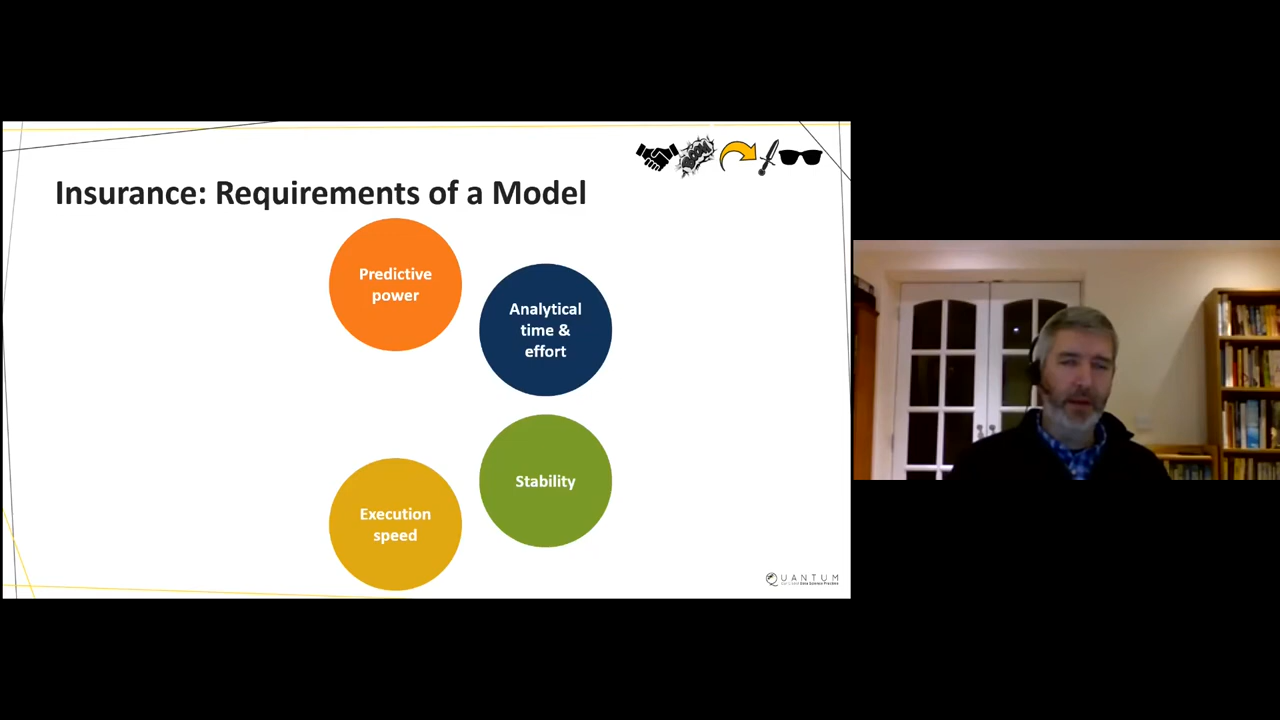 Insurance: Requirements of a Model
Predictive
power
Analytical
time &
effort
Stability
Execution
speed
QUANTUM